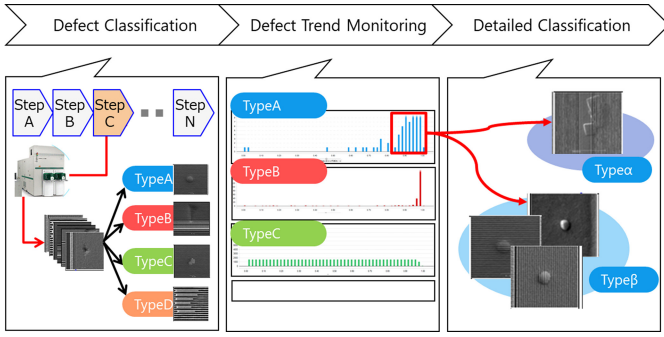 Defect Classification
Defect Trend Monitoring
Detailed Classification
Step
A
Step
B
Step
C
Step
N
TypeA
TypeB
TypeC
TypeD
TypeA
TypeB
TypeC
Typeα
Typeβ